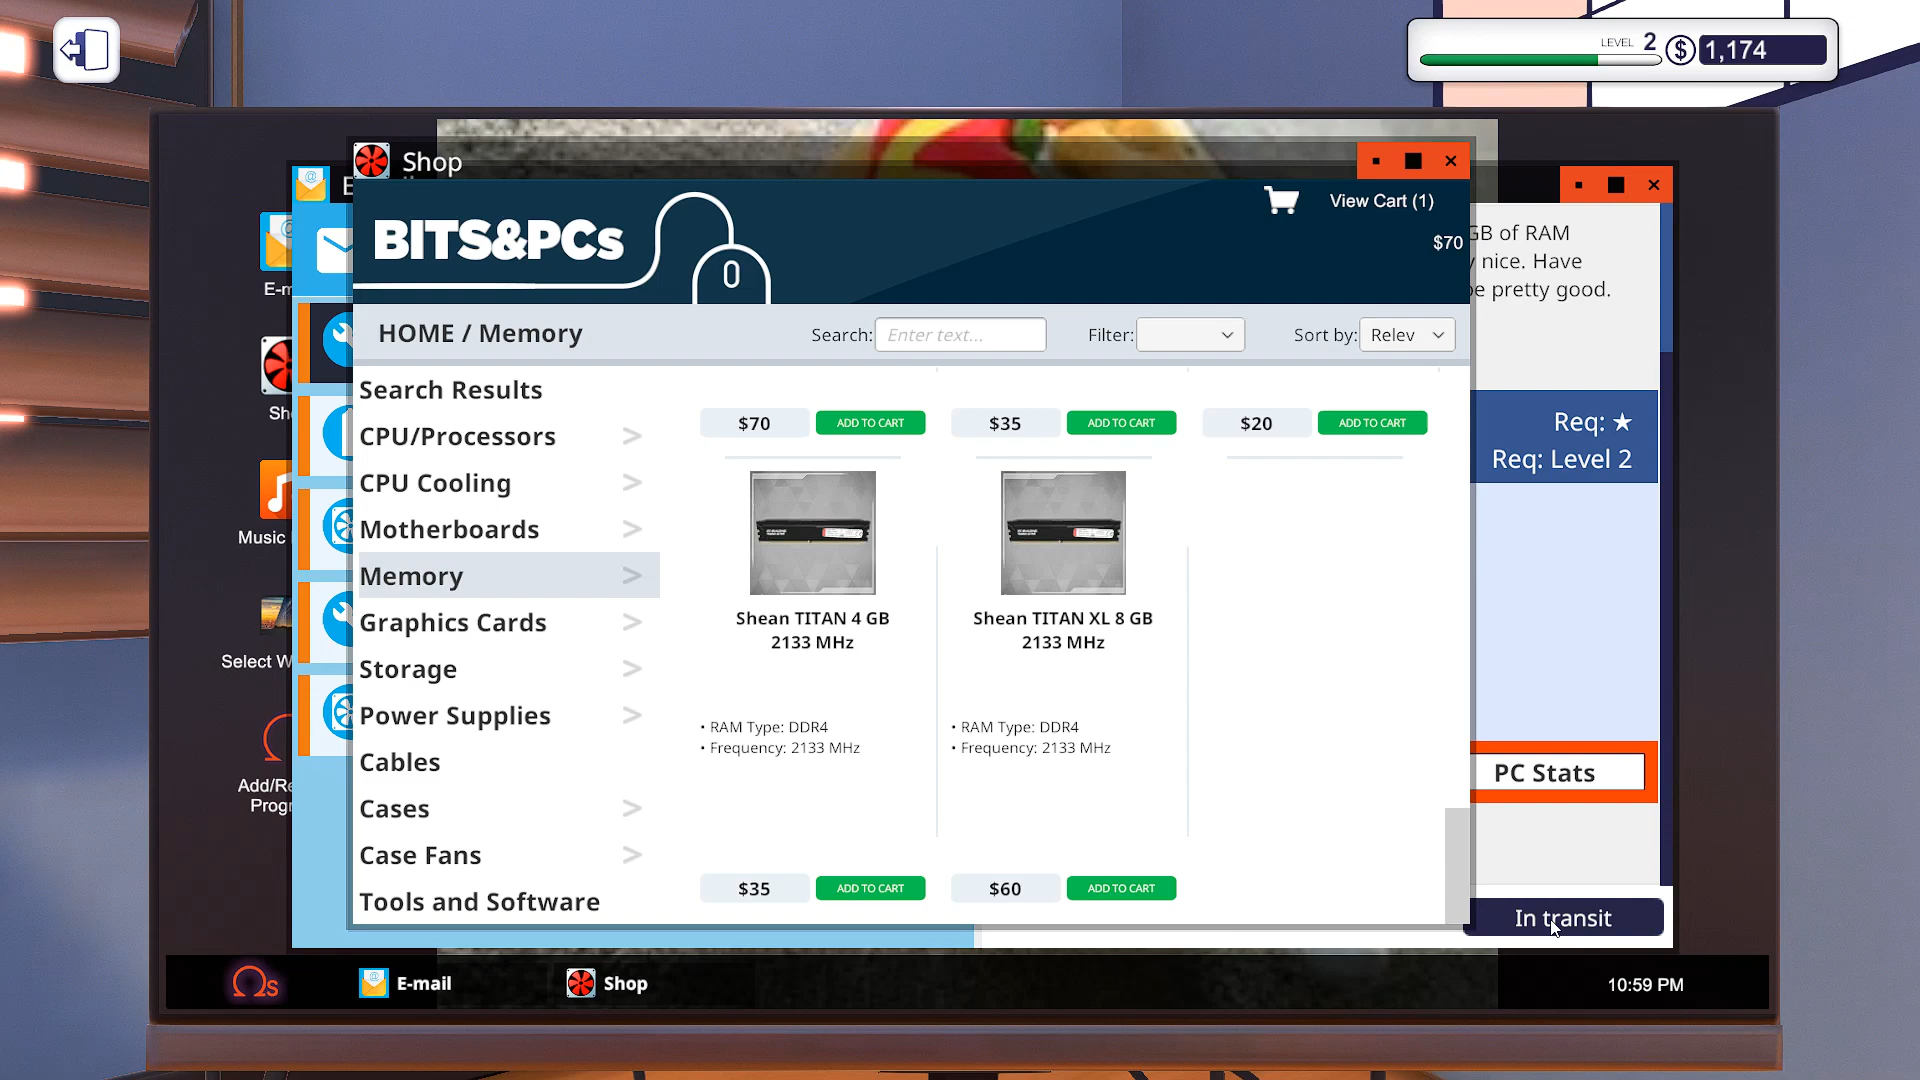 LEVEL 2 $ 1,174
Shop
BITS&PCs
View Cart (1)
$70
GB of RAM
nice. Have
be pretty good.
HOME / Memory
Search: Enter text...
Filter:
Sort by: Relev
Search Results
CPU/Processors >
CPU Cooling >
Motherboards >
Memory >
Graphics Cards >
Storage >
Power Supplies >
Cables
Cases >
Case Fans >
Tools and Software
$70 ADD TO CART
$35 ADD TO CART
$20 ADD TO CART
Shean TITAN 4 GB
2133 MHz
• RAM Type: DDR4
• Frequency: 2133 MHz
$35 ADD TO CART
Shean TITAN XL 8 GB
2133 MHz
• RAM Type: DDR4
• Frequency: 2133 MHz
$60 ADD TO CART
Req: ★
Req: Level 2
PC Stats
In transit
E-m
Sh
Music
Select W
Add/Re
Progr
Ωs
E-mail
Shop
10:59 PM